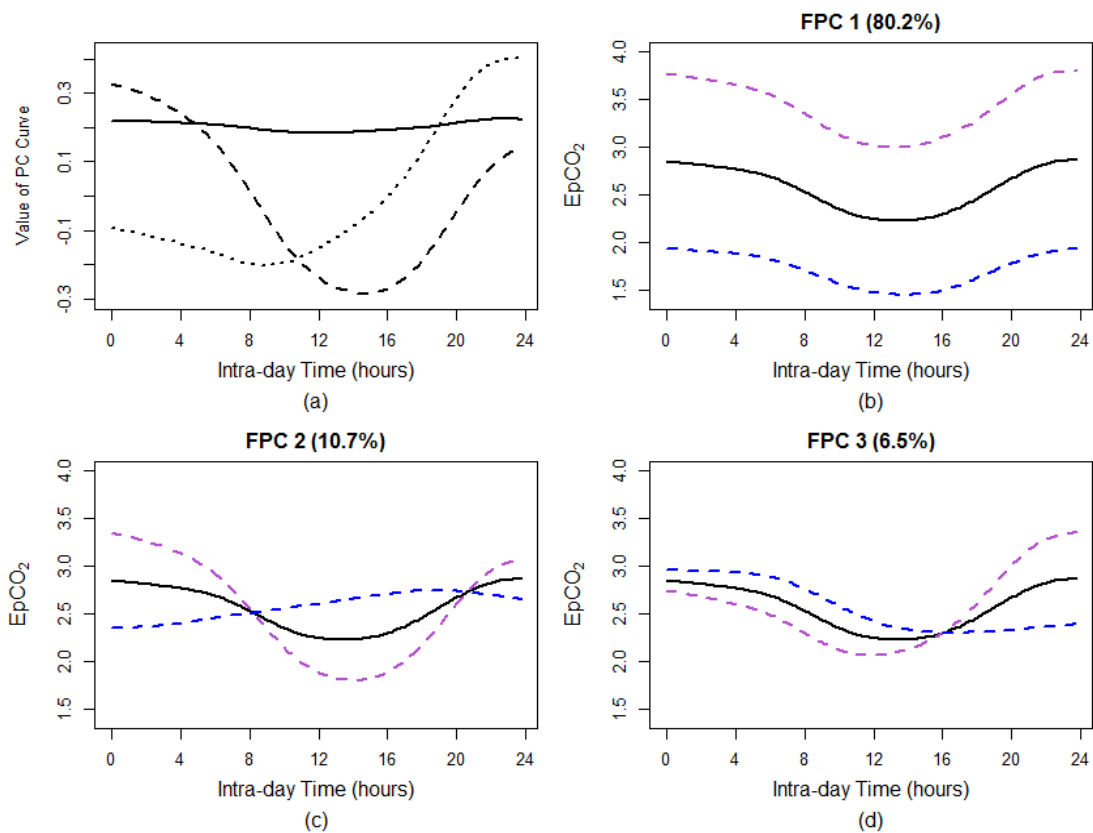 0.3
0.1
-0.1
-0.3
Value of PC Curve
0 4 8 12 16 20 24
Intra-day Time (hours)
(a)
FPC 1 (80.2%)
4.0
3.5
3.0
2.5
2.0
1.5
EpCO₂
0 4 8 12 16 20 24
Intra-day Time (hours)
(b)
FPC 2 (10.7%)
4.0
3.5
3.0
2.5
2.0
1.5
EpCO₂
0 4 8 12 16 20 24
Intra-day Time (hours)
(c)
FPC 3 (6.5%)
4.0
3.5
3.0
2.5
2.0
1.5
EpCO₂
0 4 8 12 16 20 24
Intra-day Time (hours)
(d)